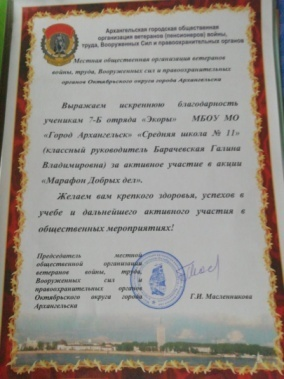 Архангельская городская общественная
организация ветеранов (пенсионеров) войны,
труда, Вооруженных Сил и правоохранительных органов
Местная общественная организация ветеранов
войны, труда, Вооруженных сил и правоохранительных
органов Октябрьского округа города Архангельска
Выражаем искреннюю благодарность
ученикам 7-Б отряда «Экоры» МБОУ МО
«Город Архангельск» «Средняя школа № 11»
(классный руководитель Барачевская Галина
Владимировна) за активное участие в акции
«Марафон Добрых дел».
Желаем вам крепкого здоровья, успехов в
учебе и дальнейшего активного участия в
общественных мероприятиях!
Председатель местной
общественной организации
ветеранов войны, труда,
Вооруженных сил и
правоохранительных органов
Октябрьского округа города
Архангельска
Г.И. Масленникова